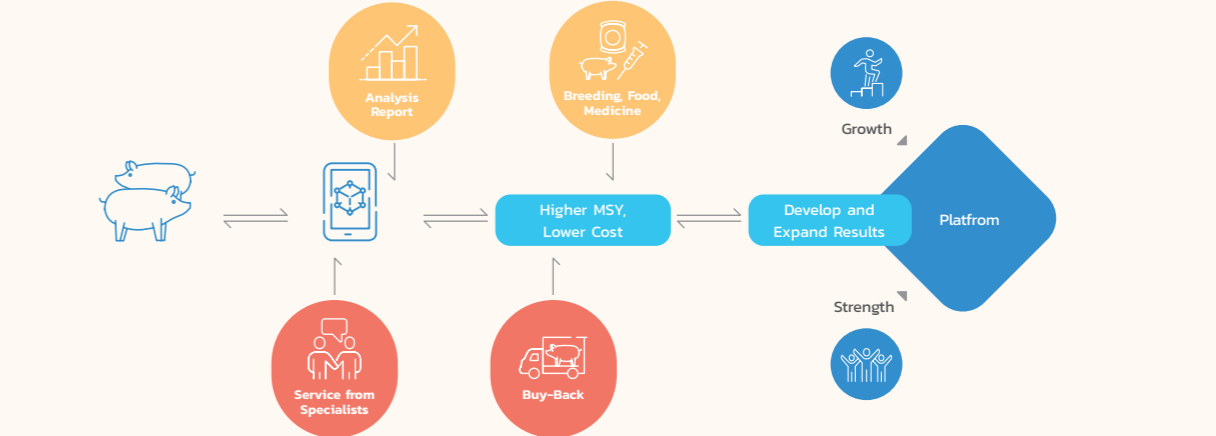 Analysis
Report
Breeding, Food,
Medicine
Growth
Higher MSY,
Lower Cost
Develop and
Expand Results
Platfrom
Strength
Service from
Specialists
Buy-Back